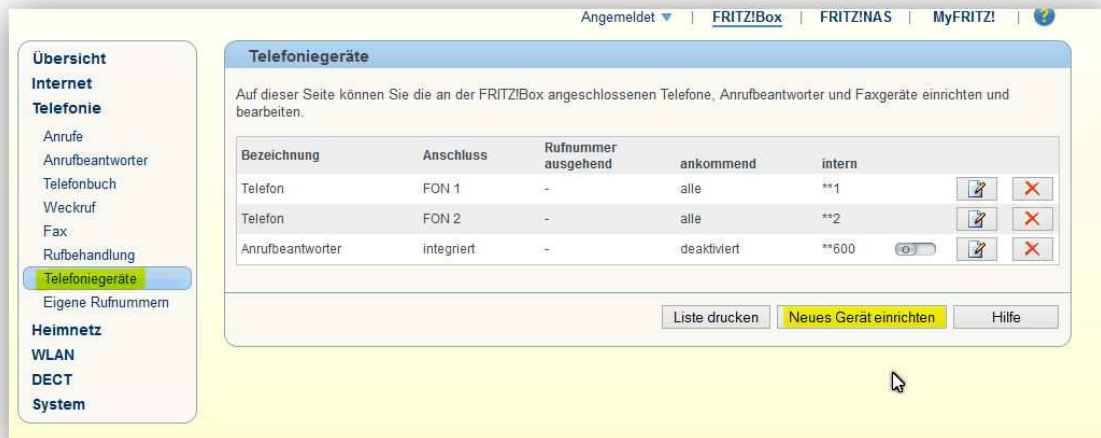 Angemeldet ▼ | FRITZ!Box | FRITZ!NAS | MyFRITZ! | ?
Übersicht
Internet
Telefonie
Anrufe
Anrufbeantworter
Telefonbuch
Weckruf
Fax
Rufbehandlung
Telefoniegeräte
Eigene Rufnummern
Heimnetz
WLAN
DECT
System
Telefoniegeräte
Auf dieser Seite können Sie die an der FRITZ!Box angeschlossenen Telefone, Anrufbeantworter und Faxgeräte einrichten und
bearbeiten.
Bezeichnung Anschluss Rufnummer
ausgehend ankommend intern
Telefon FON 1 - alle **1
Telefon FON 2 - alle **2
Anrufbeantworter integriert - deaktiviert **600
Liste drucken Neues Gerät einrichten Hilfe